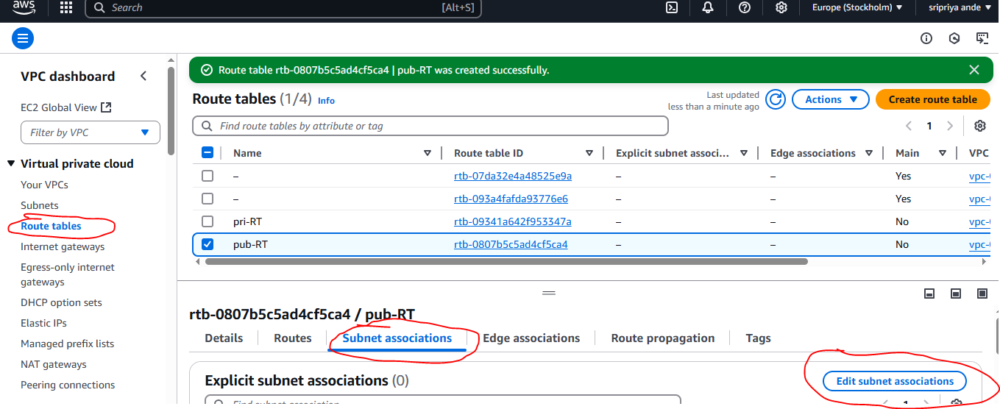 aws
Search [Alt+S] Europe (Stockholm) sripriya ande
VPC dashboard
EC2 Global View
Filter by VPC
Virtual private cloud
Your VPCs
Subnets
Route tables
Internet gateways
Egress-only internet
gateways
DHCP option sets
Elastic IPs
Managed prefix lists
NAT gateways
Peering connections
Route table rtb-0807b5c5ad4cf5ca4 | pub-RT was created successfully.
Route tables (1/4) Info
Last updated
less than a minute ago
Actions
Create route table
Find route tables by attribute or tag
1
Name Route table ID Explicit subnet associ... Edge associations Main VPC
– rtb-07da32e4a48525e9a – – Yes vpc-
– rtb-093a4fafda93776e6 – – Yes vpc-
pri-RT rtb-09341a642f953347a – – No vpc-
pub-RT rtb-0807b5c5ad4cf5ca4 – – No vpc-
rtb-0807b5c5ad4cf5ca4 / pub-RT
Details Routes Subnet associations Edge associations Route propagation Tags
Explicit subnet associations (0)
Edit subnet associations
Find subnet association
1